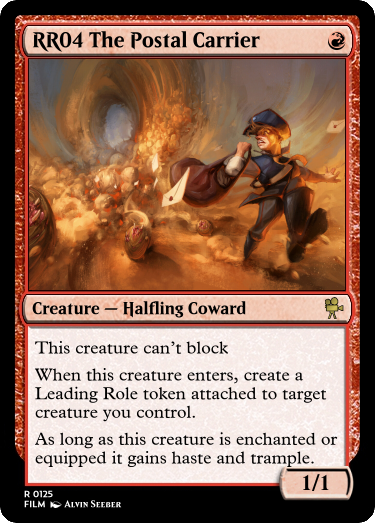 RR04 The Postal Carrier
Creature — Halfling Coward
This creature can't block
When this creature enters, create a
Leading Role token attached to target
creature you control.
As long as this creature is enchanted or
equipped it gains haste and trample.
1/1
R 0125
FILM Alvin Seeber